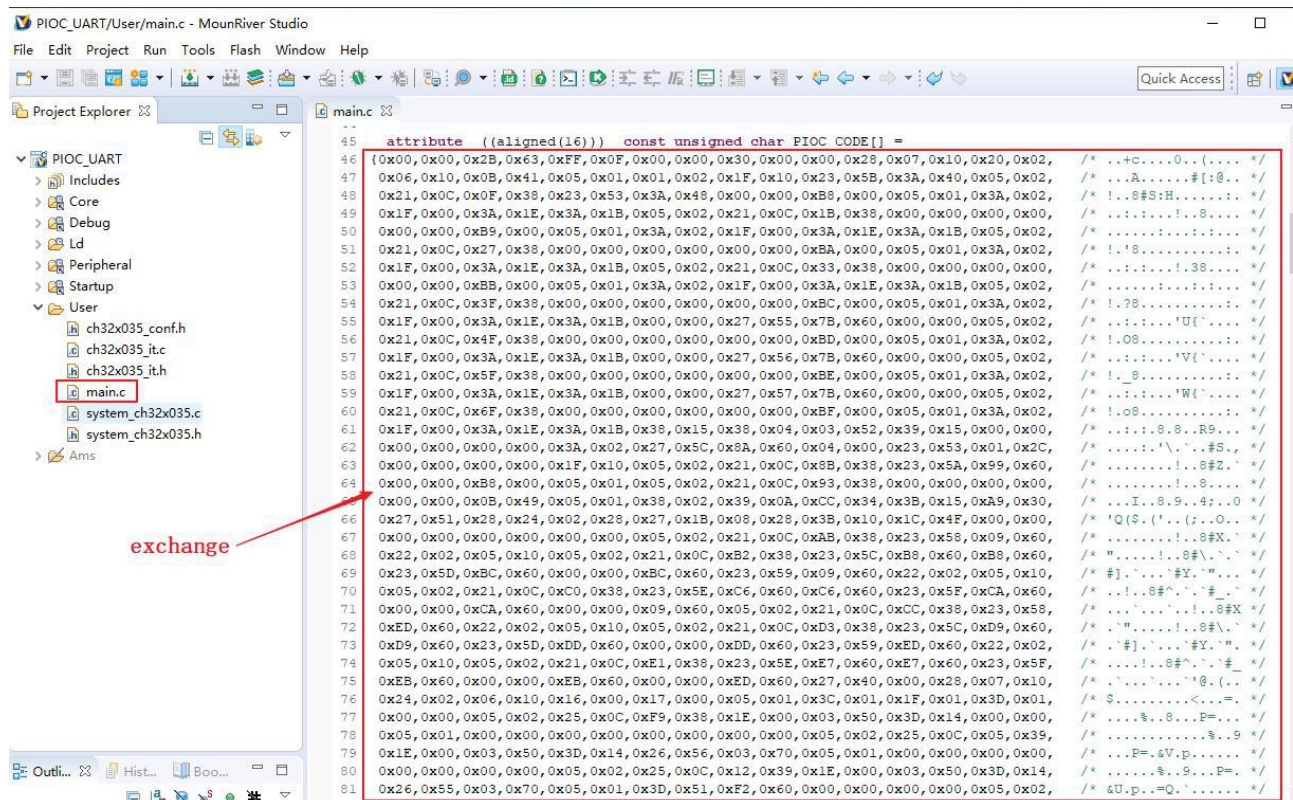 PIOC_UART/User/main.c - MounRiver Studio
File Edit Project Run Tools Flash Window Help
Quick Access
Project Explorer
main.c
PIOC_UART
Includes
Core
Debug
Ld
Peripheral
Startup
User
ch32x035_conf.h
ch32x035_it.c
ch32x035_it.h
main.c
system_ch32x035.c
system_ch32x035.h
Ams
exchange
Outli... Hist... Boo...
45 attribute ((aligned(16))) const unsigned char PIOC CODE[] =
46 {0x00,0x00,0x2B,0x63,0xFF,0x0F,0x00,0x00,0x30,0x00,0x00,0x28,0x07,0x10,0x20,0x02, /* ..+c....0..(.... */
47 0x06,0x10,0x0B,0x41,0x05,0x01,0x01,0x02,0x1F,0x10,0x23,0x5B,0x3A,0x40,0x05,0x02, /* ...A......#[:@.. */
48 0x21,0x0C,0x0F,0x38,0x23,0x53,0x3A,0x48,0x00,0x00,0xB8,0x00,0x05,0x01,0x3A,0x02, /* !..8#S:H......:. */
49 0x1F,0x00,0x3A,0x1E,0x3A,0x1B,0x05,0x02,0x21,0x0C,0x1B,0x38,0x00,0x00,0x00,0x00, /* ..:.:...!..8.... */
50 0x00,0x00,0xB9,0x00,0x05,0x01,0x3A,0x02,0x1F,0x00,0x3A,0x1E,0x3A,0x1B,0x05,0x02, /* ......:...:.:... */
51 0x21,0x0C,0x27,0x38,0x00,0x00,0x00,0x00,0x00,0x00,0xBA,0x00,0x05,0x01,0x3A,0x02, /* !.'8..........:. */
52 0x1F,0x00,0x3A,0x1E,0x3A,0x1B,0x05,0x02,0x21,0x0C,0x33,0x38,0x00,0x00,0x00,0x00, /* ..:.:...!.38.... */
53 0x00,0x00,0xBB,0x00,0x05,0x01,0x3A,0x02,0x1F,0x00,0x3A,0x1E,0x3A,0x1B,0x05,0x02, /* ......:...:.:... */
54 0x21,0x0C,0x3F,0x38,0x00,0x00,0x00,0x00,0x00,0x00,0xBC,0x00,0x05,0x01,0x3A,0x02, /* !.?8..........:. */
55 0x1F,0x00,0x3A,0x1E,0x3A,0x1B,0x00,0x00,0x27,0x55,0x7B,0x60,0x00,0x00,0x05,0x02, /* ..:.:...'U{`.... */
56 0x21,0x0C,0x4F,0x38,0x00,0x00,0x00,0x00,0x00,0x00,0xBD,0x00,0x05,0x01,0x3A,0x02, /* !.O8..........:. */
57 0x1F,0x00,0x3A,0x1E,0x3A,0x1B,0x00,0x00,0x27,0x56,0x7B,0x60,0x00,0x00,0x05,0x02, /* ..:.:...'V{`.... */
58 0x21,0x0C,0x5F,0x38,0x00,0x00,0x00,0x00,0x00,0x00,0xBE,0x00,0x05,0x01,0x3A,0x02, /* !._8..........:. */
59 0x1F,0x00,0x3A,0x1E,0x3A,0x1B,0x00,0x00,0x27,0x57,0x7B,0x60,0x00,0x00,0x05,0x02, /* ..:.:...'W{`.... */
60 0x21,0x0C,0x6F,0x38,0x00,0x00,0x00,0x00,0x00,0x00,0xBF,0x00,0x05,0x01,0x3A,0x02, /* !.o8..........:. */
61 0x1F,0x00,0x3A,0x1E,0x3A,0x1B,0x38,0x15,0x38,0x04,0x03,0x52,0x39,0x15,0x00,0x00, /* ..:.:.8.8..R9... */
62 0x00,0x00,0x00,0x00,0x3A,0x02,0x27,0x5C,0x8A,0x60,0x04,0x00,0x23,0x53,0x01,0x2C, /* ....:.'\.`..#S., */
63 0x00,0x00,0x00,0x00,0x1F,0x10,0x05,0x02,0x21,0x0C,0x8B,0x38,0x23,0x5A,0x99,0x60, /* ........!..8#Z.` */
64 0x00,0x00,0xB8,0x00,0x05,0x01,0x05,0x02,0x21,0x0C,0x93,0x38,0x00,0x00,0x00,0x00, /* ........!..8.... */
0x00,0x00,0x0B,0x49,0x05,0x01,0x38,0x02,0x39,0x0A,0xCC,0x34,0x3B,0x15,0xA9,0x30, /* ...I..8.9..4;..0 */
66 0x27,0x51,0x28,0x24,0x02,0x28,0x27,0x1B,0x08,0x28,0x3B,0x10,0x1C,0x4F,0x00,0x00, /* 'Q($.('..(;..O.. */
67 0x00,0x00,0x00,0x00,0x00,0x00,0x05,0x02,0x21,0x0C,0xAB,0x38,0x23,0x58,0x09,0x60, /* ........!..8#X.` */
68 0x22,0x02,0x05,0x10,0x05,0x02,0x21,0x0C,0xB2,0x38,0x23,0x5C,0xB8,0x60,0xB8,0x60, /* ".....!..8#\.`.` */
69 0x23,0x5D,0xBC,0x60,0x00,0x00,0xBC,0x60,0x23,0x59,0x09,0x60,0x22,0x02,0x05,0x10, /* #].`...`#Y.`"... */
70 0x05,0x02,0x21,0x0C,0xC0,0x38,0x23,0x5E,0xC6,0x60,0xC6,0x60,0x23,0x5F,0xCA,0x60, /* ..!..8#^.`.`#_.` */
71 0x00,0x00,0xCA,0x60,0x00,0x00,0x09,0x60,0x05,0x02,0x21,0x0C,0xCC,0x38,0x23,0x58, /* ...`...`..!..8#X */
72 0xED,0x60,0x22,0x02,0x05,0x10,0x05,0x02,0x21,0x0C,0xD3,0x38,0x23,0x5C,0xD9,0x60, /* .`".....!..8#\.` */
73 0xD9,0x60,0x23,0x5D,0xDD,0x60,0x00,0x00,0xDD,0x60,0x23,0x59,0xED,0x60,0x22,0x02, /* .`#].`...`#Y.`". */
74 0x05,0x10,0x05,0x02,0x21,0x0C,0xE1,0x38,0x23,0x5E,0xE7,0x60,0xE7,0x60,0x23,0x5F, /* ....!..8#^.`.`#_ */
75 0xEB,0x60,0x00,0x00,0xEB,0x60,0x00,0x00,0xED,0x60,0x27,0x40,0x00,0x28,0x07,0x10, /* .`...`...`'@.(.. */
76 0x24,0x02,0x06,0x10,0x16,0x00,0x17,0x00,0x05,0x01,0x3C,0x01,0x1F,0x01,0x3D,0x01, /* $.........<...=. */
77 0x00,0x00,0x05,0x02,0x25,0x0C,0xF9,0x38,0x1E,0x00,0x03,0x50,0x3D,0x14,0x00,0x00, /* ....%..8...P=... */
78 0x05,0x01,0x00,0x00,0x00,0x00,0x00,0x00,0x00,0x00,0x05,0x02,0x25,0x0C,0x05,0x39, /* ............%..9 */
79 0x1E,0x00,0x03,0x50,0x3D,0x14,0x26,0x56,0x03,0x70,0x05,0x01,0x00,0x00,0x00,0x00, /* ...P=.&V.p...... */
80 0x00,0x00,0x00,0x00,0x05,0x02,0x25,0x0C,0x12,0x39,0x1E,0x00,0x03,0x50,0x3D,0x14, /* ......%..9...P=. */
81 0x26,0x55,0x03,0x70,0x05,0x01,0x3D,0x51,0xF2,0x60,0x00,0x00,0x00,0x00,0x05,0x02, /* &U.p..=Q.`...... */